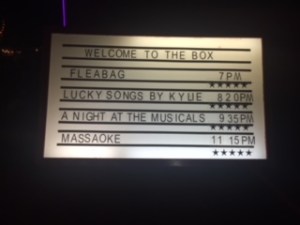 WELCOME TO THE BOX
FLEABAG 7PM
★★★★★
LUCKY SONGS BY KYLIE 8 20PM
★★★★★
A NIGHT AT THE MUSICALS 9 35PM
★★★★★
MASSAOKE 11 15PM
★★★★★